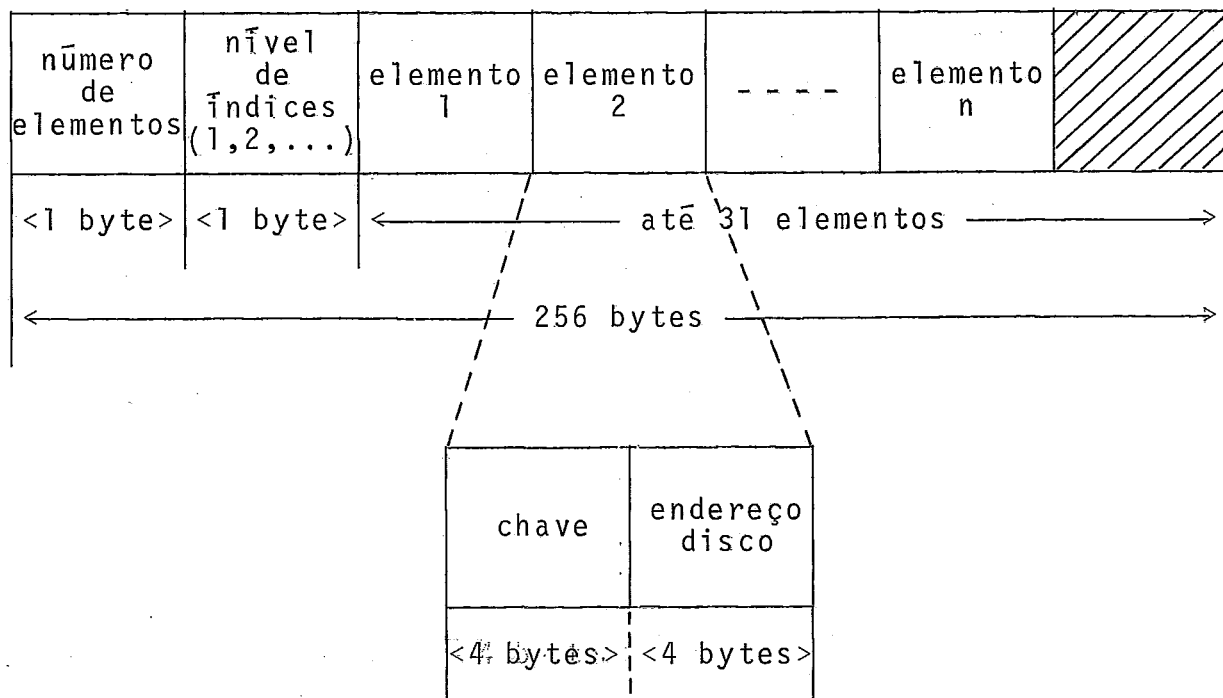 número
de
elementos
nível
de
índices
(1,2,...)
elemento
1
elemento
2
----
elemento
n
<1 byte>
<1 byte>
até 31 elementos
256 bytes
chave
endereço
disco
<4 bytes>
<4 bytes>